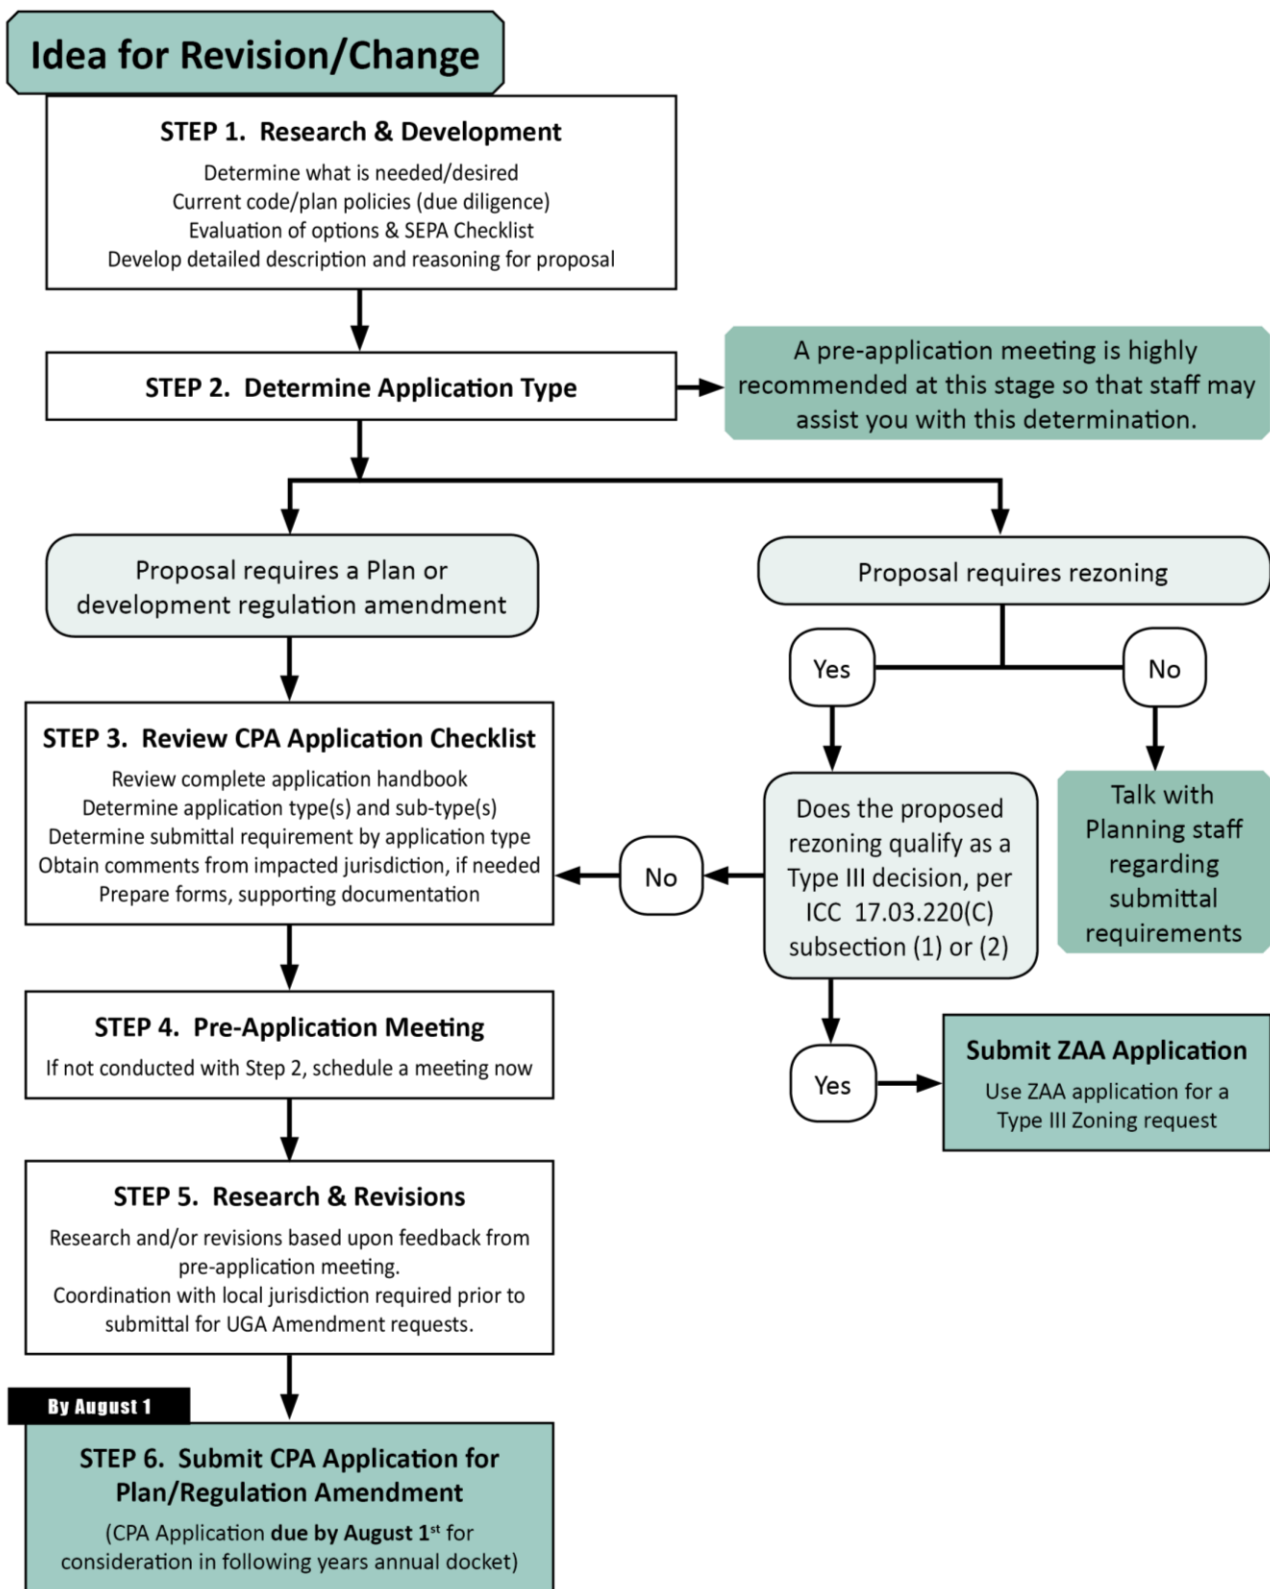 Idea for Revision/Change
STEP 1. Research & Development
Determine what is needed/desired
Current code/plan policies (due diligence)
Evaluation of options & SEPA Checklist
Develop detailed description and reasoning for proposal
STEP 2. Determine Application Type
A pre-application meeting is highly
recommended at this stage so that staff may
assist you with this determination.
Proposal requires a Plan or
development regulation amendment
Proposal requires rezoning
Yes
No
STEP 3. Review CPA Application Checklist
Review complete application handbook
Determine application type(s) and sub-type(s)
Determine submittal requirement by application type
Obtain comments from impacted jurisdiction, if needed
Prepare forms, supporting documentation
No
Does the proposed
rezoning qualify as a
Type III decision, per
ICC 17.03.220(C)
subsection (1) or (2)
Talk with
Planning staff
regarding
submittal
requirements
STEP 4. Pre-Application Meeting
If not conducted with Step 2, schedule a meeting now
Yes
Submit ZAA Application
Use ZAA application for a
Type III Zoning request
STEP 5. Research & Revisions
Research and/or revisions based upon feedback from
pre-application meeting.
Coordination with local jurisdiction required prior to
submittal for UGA Amendment requests.
By August 1
STEP 6. Submit CPA Application for
Plan/Regulation Amendment
(CPA Application due by August 1st for
consideration in following years annual docket)